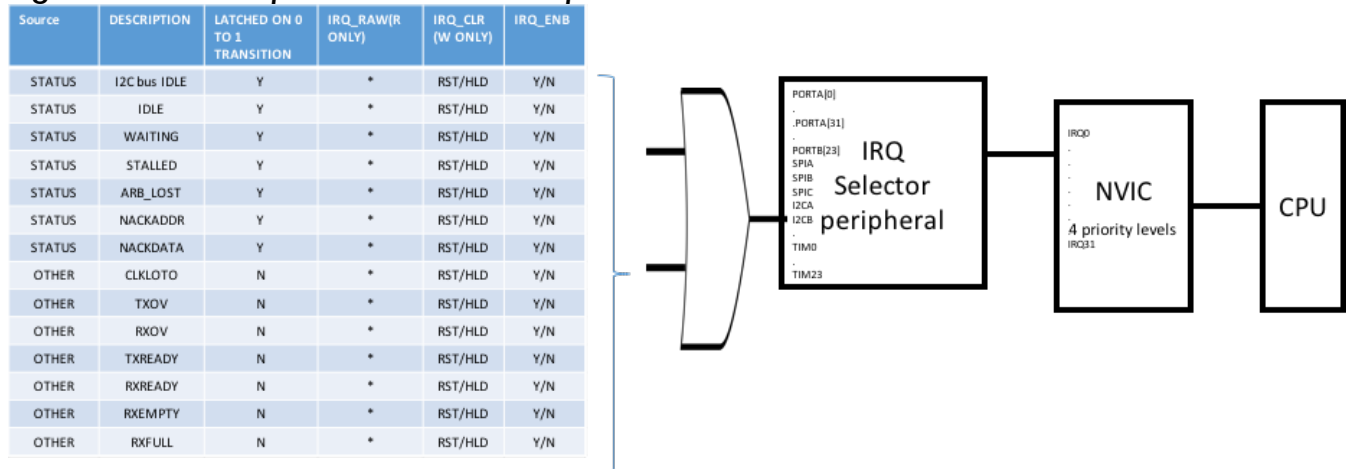 Source DESCRIPTION LATCHED ON 0 TO 1 TRANSITION IRQ_RAW(R ONLY) IRQ_CLR (W ONLY) IRQ_ENB
STATUS I2C bus IDLE Y * RST/HLD Y/N
STATUS IDLE Y * RST/HLD Y/N
STATUS WAITING Y * RST/HLD Y/N
STATUS STALLED Y * RST/HLD Y/N
STATUS ARB_LOST Y * RST/HLD Y/N
STATUS NACKADDR Y * RST/HLD Y/N
STATUS NACKDATA Y * RST/HLD Y/N
OTHER CLKLOTO N * RST/HLD Y/N
OTHER TXOV N * RST/HLD Y/N
OTHER RXOV N * RST/HLD Y/N
OTHER TXREADY N * RST/HLD Y/N
OTHER RXREADY N * RST/HLD Y/N
OTHER RXEMPTY N * RST/HLD Y/N
OTHER RXFULL N * RST/HLD Y/N
PORTA[0]
.
.PORTA[31]
.
PORTB[23]
SPIA
SPIB
SPIC
I2CA
I2CB
.
TIM0
.
TIM23
IRQ
Selector
peripheral
IRQ0
.
.
.
.
.
.
IRQ31
NVIC
4 priority levels
CPU